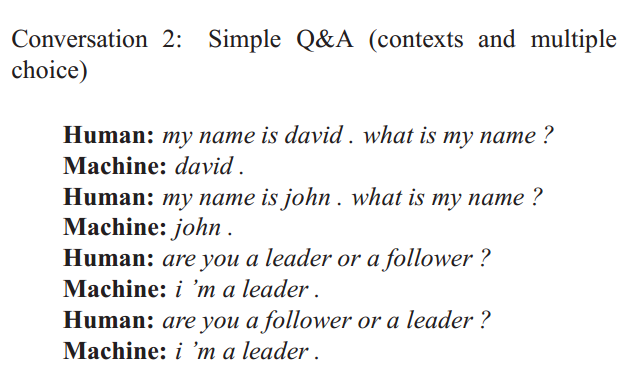 Conversation 2: Simple Q&A (contexts and multiple
choice)
Human: my name is david . what is my name ?
Machine: david .
Human: my name is john . what is my name ?
Machine: john .
Human: are you a leader or a follower ?
Machine: i ’m a leader .
Human: are you a follower or a leader ?
Machine: i ’m a leader .